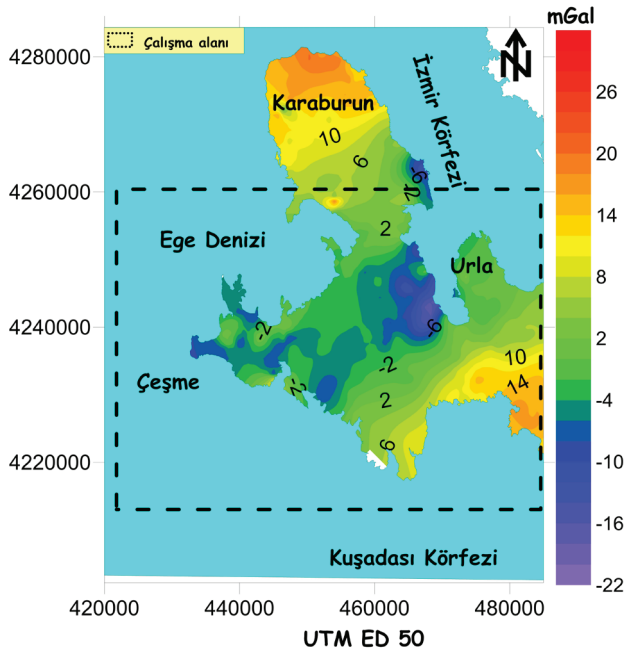 mGal
Çalışma alanı
N
4280000
4260000
4240000
4220000
Karaburun
İzmir Körfezi
10
6
-6
-2
2
Ege Denizi
Urla
-2
-6
Çeşme
-2
-2
2
6
10
14
Kuşadası Körfezi
26
20
14
8
2
-4
-10
-16
-22
420000 440000 460000 480000
UTM ED 50